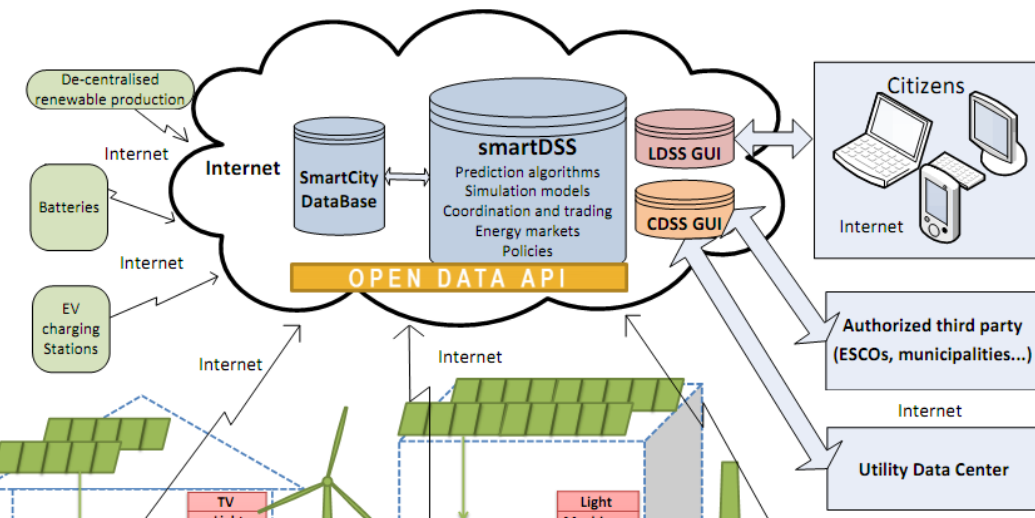 De-centralised
renewable production
Internet
Batteries
Internet
EV
charging
Stations
Internet
SmartCity
DataBase
smartDSS
Prediction algorithms
Simulation models
Coordination and trading
Energy markets
Policies
OPEN DATA API
LDSS GUI
CDSS GUI
Citizens
Internet
Authorized third party
(ESCOs, municipalities...)
Internet
Utility Data Center
Internet
Internet
TV
Light